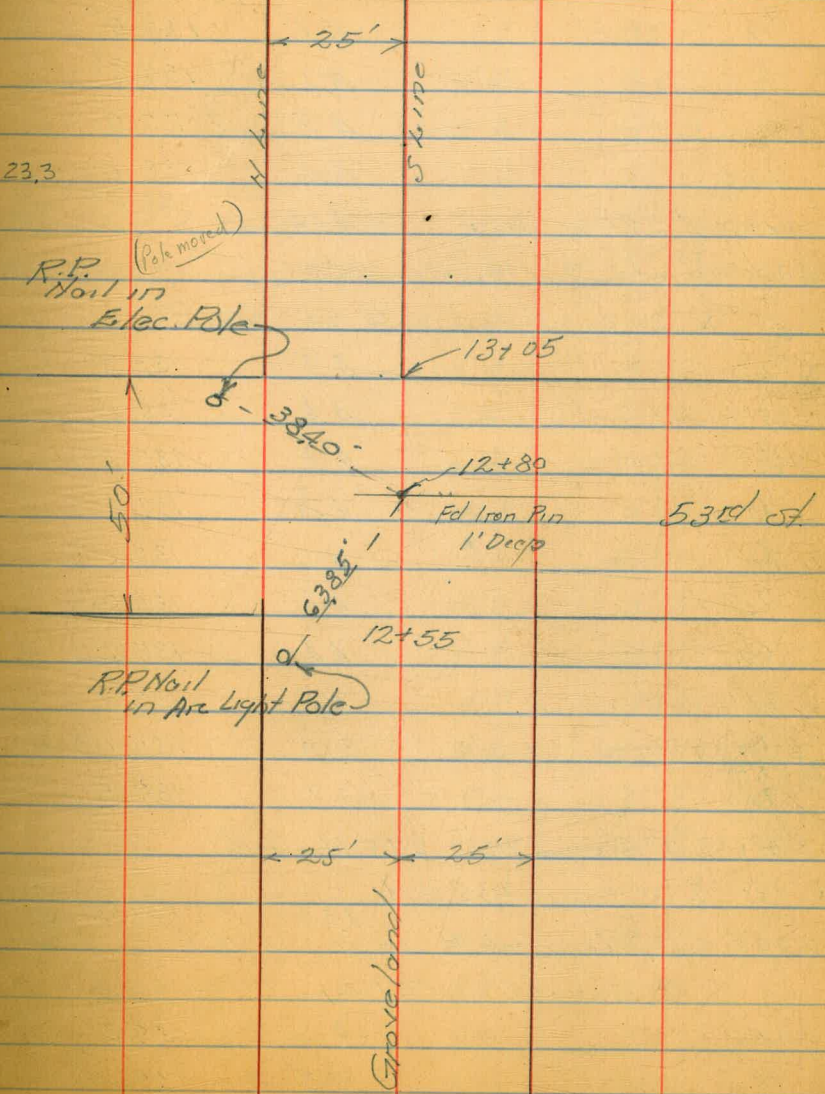 25'
N Line
S Line
23.3
(Pole moved)
R.P.
Nail in
Elec. Pole
13+05
38.40
12+80
50'
Fd Iron Pin
1' Deep
53rd St.
63.85'
12+55
R.P. Nail
in Arc Light Pole
25'
25'
Groveland